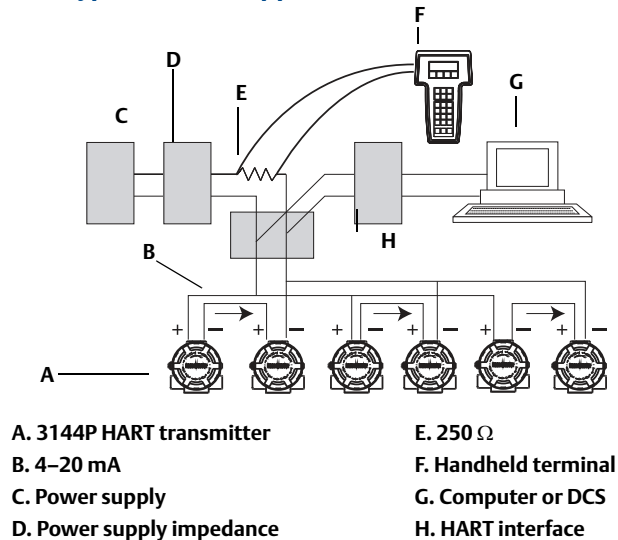 F
D
E
G
C
H
B
+ − + − + − + − + − + −
A
A. 3144P HART transmitter
B. 4–20 mA
C. Power supply
D. Power supply impedance
E. 250 Ω
F. Handheld terminal
G. Computer or DCS
H. HART interface